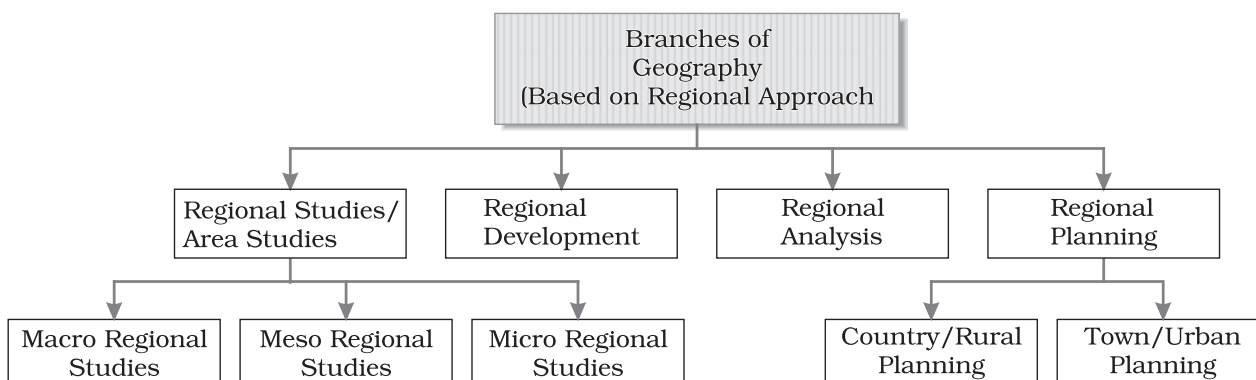 Branches of
Geography
(Based on Regional Approach
Regional Studies/
Area Studies
Regional
Development
Regional
Analysis
Regional
Planning
Macro Regional
Studies
Meso Regional
Studies
Micro Regional
Studies
Country/Rural
Planning
Town/Urban
Planning